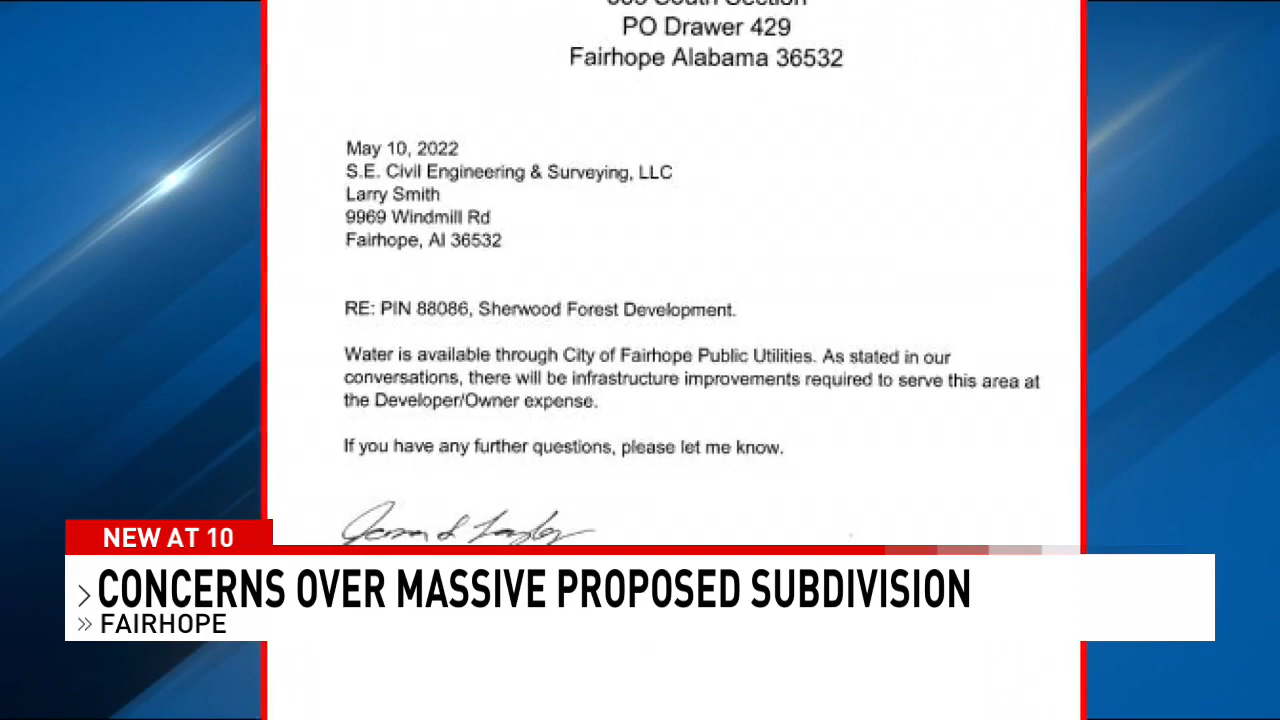 PO Drawer 429
Fairhope Alabama 36532
May 10, 2022
S.E. Civil Engineering & Surveying, LLC
Larry Smith
9969 Windmill Rd
Fairhope, Al 36532
RE: PIN 88086, Sherwood Forest Development.
Water is available through City of Fairhope Public Utilities. As stated in our
conversations, there will be infrastructure improvements required to serve this area at
the Developer/Owner expense.
If you have any further questions, please let me know.
NEW AT 10
CONCERNS OVER MASSIVE PROPOSED SUBDIVISION
FAIRHOPE